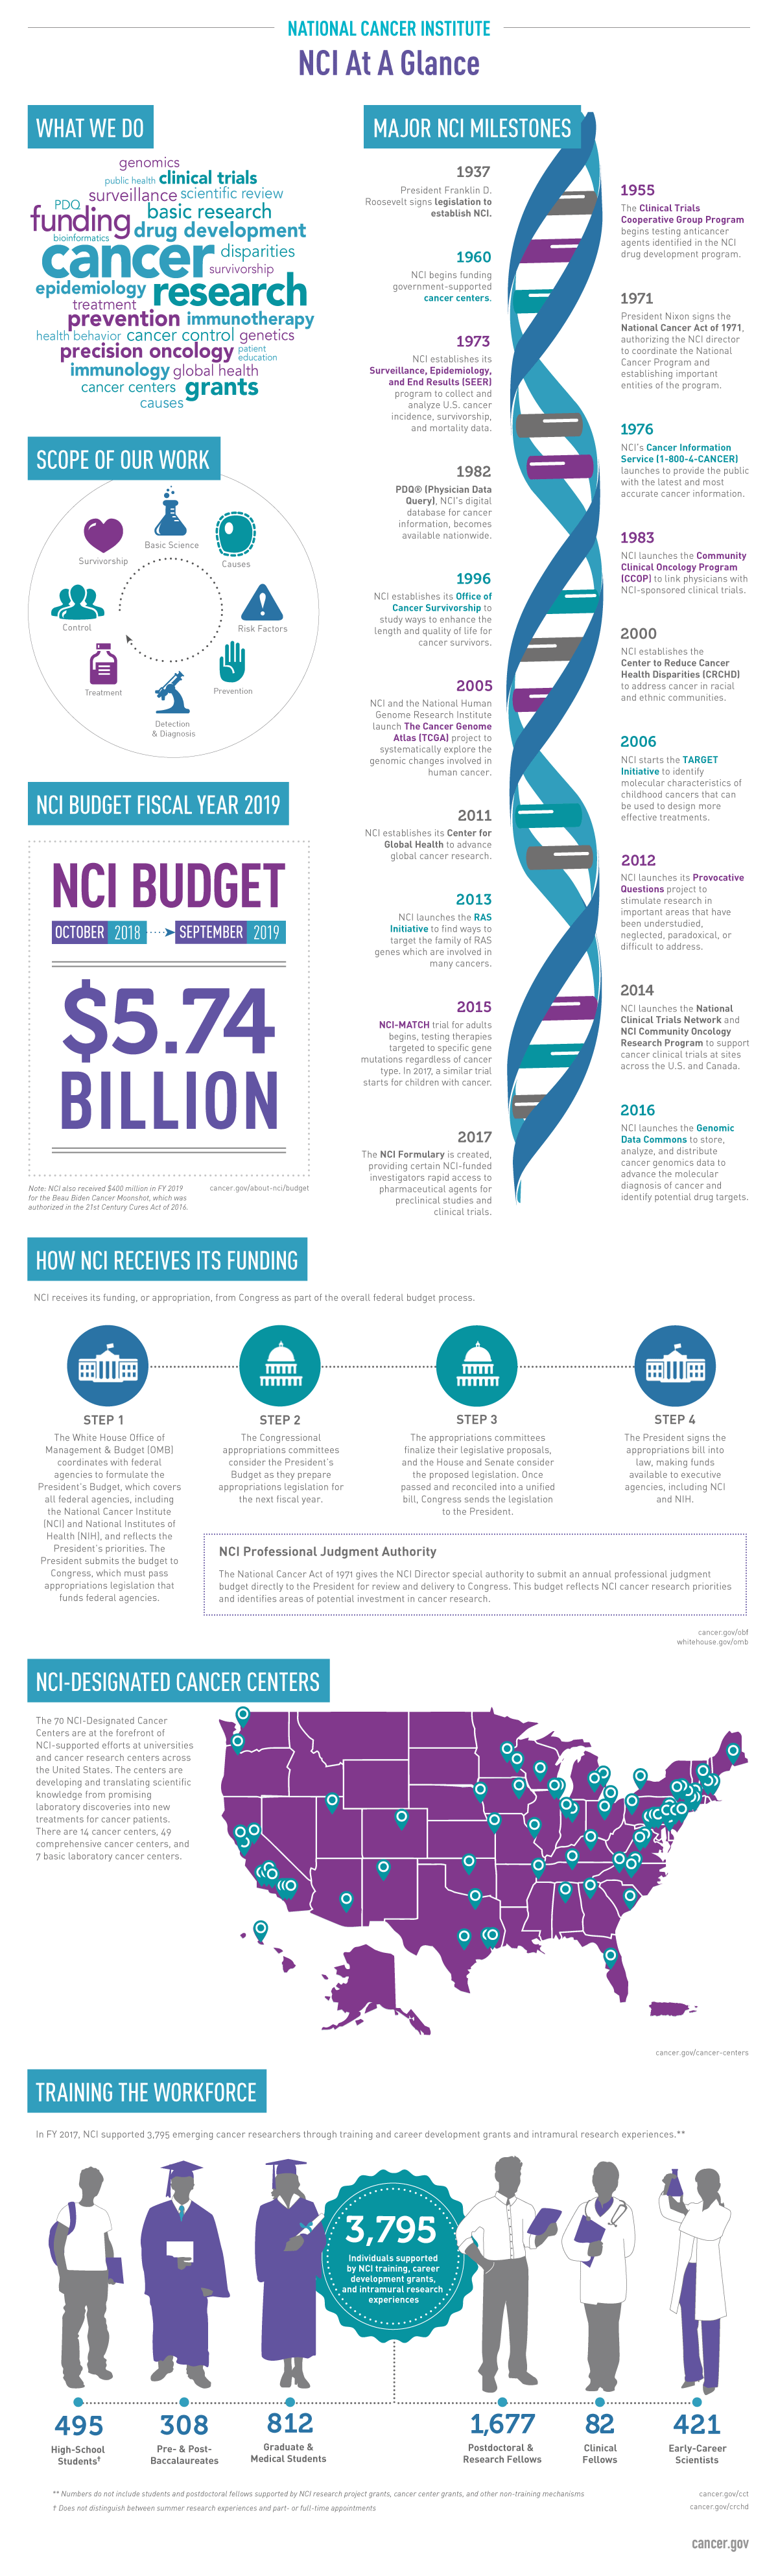 NATIONAL CANCER INSTITUTE
NCI At A Glance
WHAT WE DO
genomics
public health clinical trials
surveillance scientific review
PDQ
funding basic research
bioinformatics drug development
cancer disparities
survivorship
epidemiology research
treatment
prevention immunotherapy
health behavior cancer control genetics
precision oncology patient
education
immunology global health
cancer centers grants
causes
SCOPE OF OUR WORK
Basic Science
Causes
Risk Factors
Prevention
Detection
& Diagnosis
Treatment
Control
Survivorship
NCI BUDGET FISCAL YEAR 2019
NCI BUDGET
OCTOBER 2018 SEPTEMBER 2019
$5.74
BILLION
Note: NCI also received $400 million in FY 2019
for the Beau Biden Cancer Moonshot, which was
authorized in the 21st Century Cures Act of 2016.
cancer.gov/about-nci/budget
MAJOR NCI MILESTONES
1937
President Franklin D.
Roosevelt signs legislation to
establish NCI.
1955
The Clinical Trials
Cooperative Group Program
begins testing anticancer
agents identified in the NCI
drug development program.
1960
NCI begins funding
government-supported
cancer centers.
1971
President Nixon signs the
National Cancer Act of 1971,
authorizing the NCI director
to coordinate the National
Cancer Program and
establishing important
entities of the program.
1973
NCI establishes its
Surveillance, Epidemiology,
and End Results (SEER)
program to collect and
analyze U.S. cancer
incidence, survivorship,
and mortality data.
1976
NCI's Cancer Information
Service (1-800-4-CANCER)
launches to provide the public
with the latest and most
accurate cancer information.
1982
PDQ® (Physician Data
Query), NCI's digital
database for cancer
information, becomes
available nationwide.
1983
NCI launches the Community
Clinical Oncology Program
(CCOP) to link physicians with
NCI-sponsored clinical trials.
1996
NCI establishes its Office of
Cancer Survivorship to
study ways to enhance the
length and quality of life for
cancer survivors.
2000
NCI establishes the
Center to Reduce Cancer
Health Disparities (CRCHD)
to address cancer in racial
and ethnic communities.
2005
NCI and the National Human
Genome Research Institute
launch The Cancer Genome
Atlas (TCGA) project to
systematically explore the
genomic changes involved in
human cancer.
2006
NCI starts the TARGET
Initiative to identify
molecular characteristics of
childhood cancers that can
be used to design more
effective treatments.
2011
NCI establishes its Center for
Global Health to advance
global cancer research.
2012
NCI launches its Provocative
Questions project to
stimulate research in
important areas that have
been understudied,
neglected, paradoxical, or
difficult to address.
2013
NCI launches the RAS
Initiative to find ways to
target the family of RAS
genes which are involved in
many cancers.
2014
NCI launches the National
Clinical Trials Network and
NCI Community Oncology
Research Program to support
cancer clinical trials at sites
across the U.S. and Canada.
2015
NCI-MATCH trial for adults
begins, testing therapies
targeted to specific gene
mutations regardless of cancer
type. In 2017, a similar trial
starts for children with cancer.
2016
NCI launches the Genomic
Data Commons to store,
analyze, and distribute
cancer genomics data to
advance the molecular
diagnosis of cancer and
identify potential drug targets.
2017
The NCI Formulary is created,
providing certain NCI-funded
investigators rapid access to
pharmaceutical agents for
preclinical studies and
clinical trials.
HOW NCI RECEIVES ITS FUNDING
NCI receives its funding, or appropriation, from Congress as part of the overall federal budget process.
STEP 1
The White House Office of
Management & Budget (OMB)
coordinates with federal
agencies to formulate the
President's Budget, which covers
all federal agencies, including
the National Cancer Institute
(NCI) and National Institutes of
Health (NIH), and reflects the
President's priorities. The
President submits the budget to
Congress, which must pass
appropriations legislation that
funds federal agencies.
STEP 2
The Congressional
appropriations committees
consider the President's
Budget as they prepare
appropriations legislation for
the next fiscal year.
STEP 3
The appropriations committees
finalize their legislative proposals,
and the House and Senate consider
the proposed legislation. Once
passed and reconciled into a unified
bill, Congress sends the legislation
to the President.
STEP 4
The President signs the
appropriations bill into
law, making funds
available to executive
agencies, including NCI
and NIH.
NCI Professional Judgment Authority
The National Cancer Act of 1971 gives the NCI Director special authority to submit an annual professional judgment
budget directly to the President for review and delivery to Congress. This budget reflects NCI cancer research priorities
and identifies areas of potential investment in cancer research.
cancer.gov/obf
whitehouse.gov/omb
NCI-DESIGNATED CANCER CENTERS
The 70 NCI-Designated Cancer
Centers are at the forefront of
NCI-supported efforts at universities
and cancer research centers across
the United States. The centers are
developing and translating scientific
knowledge from promising
laboratory discoveries into new
treatments for cancer patients.
There are 14 cancer centers, 49
comprehensive cancer centers, and
7 basic laboratory cancer centers.
cancer.gov/cancer-centers
TRAINING THE WORKFORCE
In FY 2017, NCI supported 3,795 emerging cancer researchers through training and career development grants and intramural research experiences.**
3,795
Individuals supported
by NCI training, career
development grants,
and intramural research
experiences
495
High-School
Students†
308
Pre- & Post-
Baccalaureates
812
Graduate &
Medical Students
1,677
Postdoctoral &
Research Fellows
82
Clinical
Fellows
421
Early-Career
Scientists
** Numbers do not include students and postdoctoral fellows supported by NCI research project grants, cancer center grants, and other non-training mechanisms
† Does not distinguish between summer research experiences and part- or full-time appointments
cancer.gov/cct
cancer.gov/crchd
cancer.gov